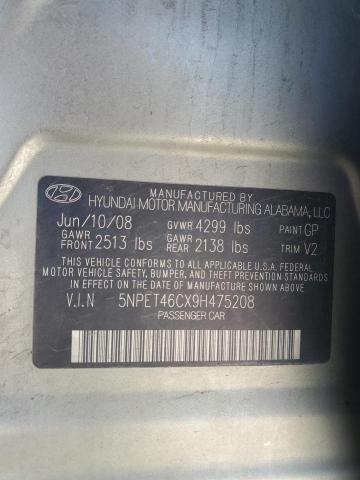 MANUFACTURED BY
HYUNDAI MOTOR MANUFACTURING ALABAMA, LLC
Jun/10/08 GVWR 4299 lbs PAINT GP
GAWR FRONT 2513 lbs GAWR REAR 2138 lbs TRIM V2
THIS VEHICLE CONFORMS TO ALL APPLICABLE U.S.A. FEDERAL
MOTOR VEHICLE SAFETY, BUMPER, AND THEFT PREVENTION
STANDARDS IN EFFECT ON THE DATE OF MANUFACTURE SHOWN ABOVE.
V.I.N 5NPET46CX9H475208
PASSENGER CAR